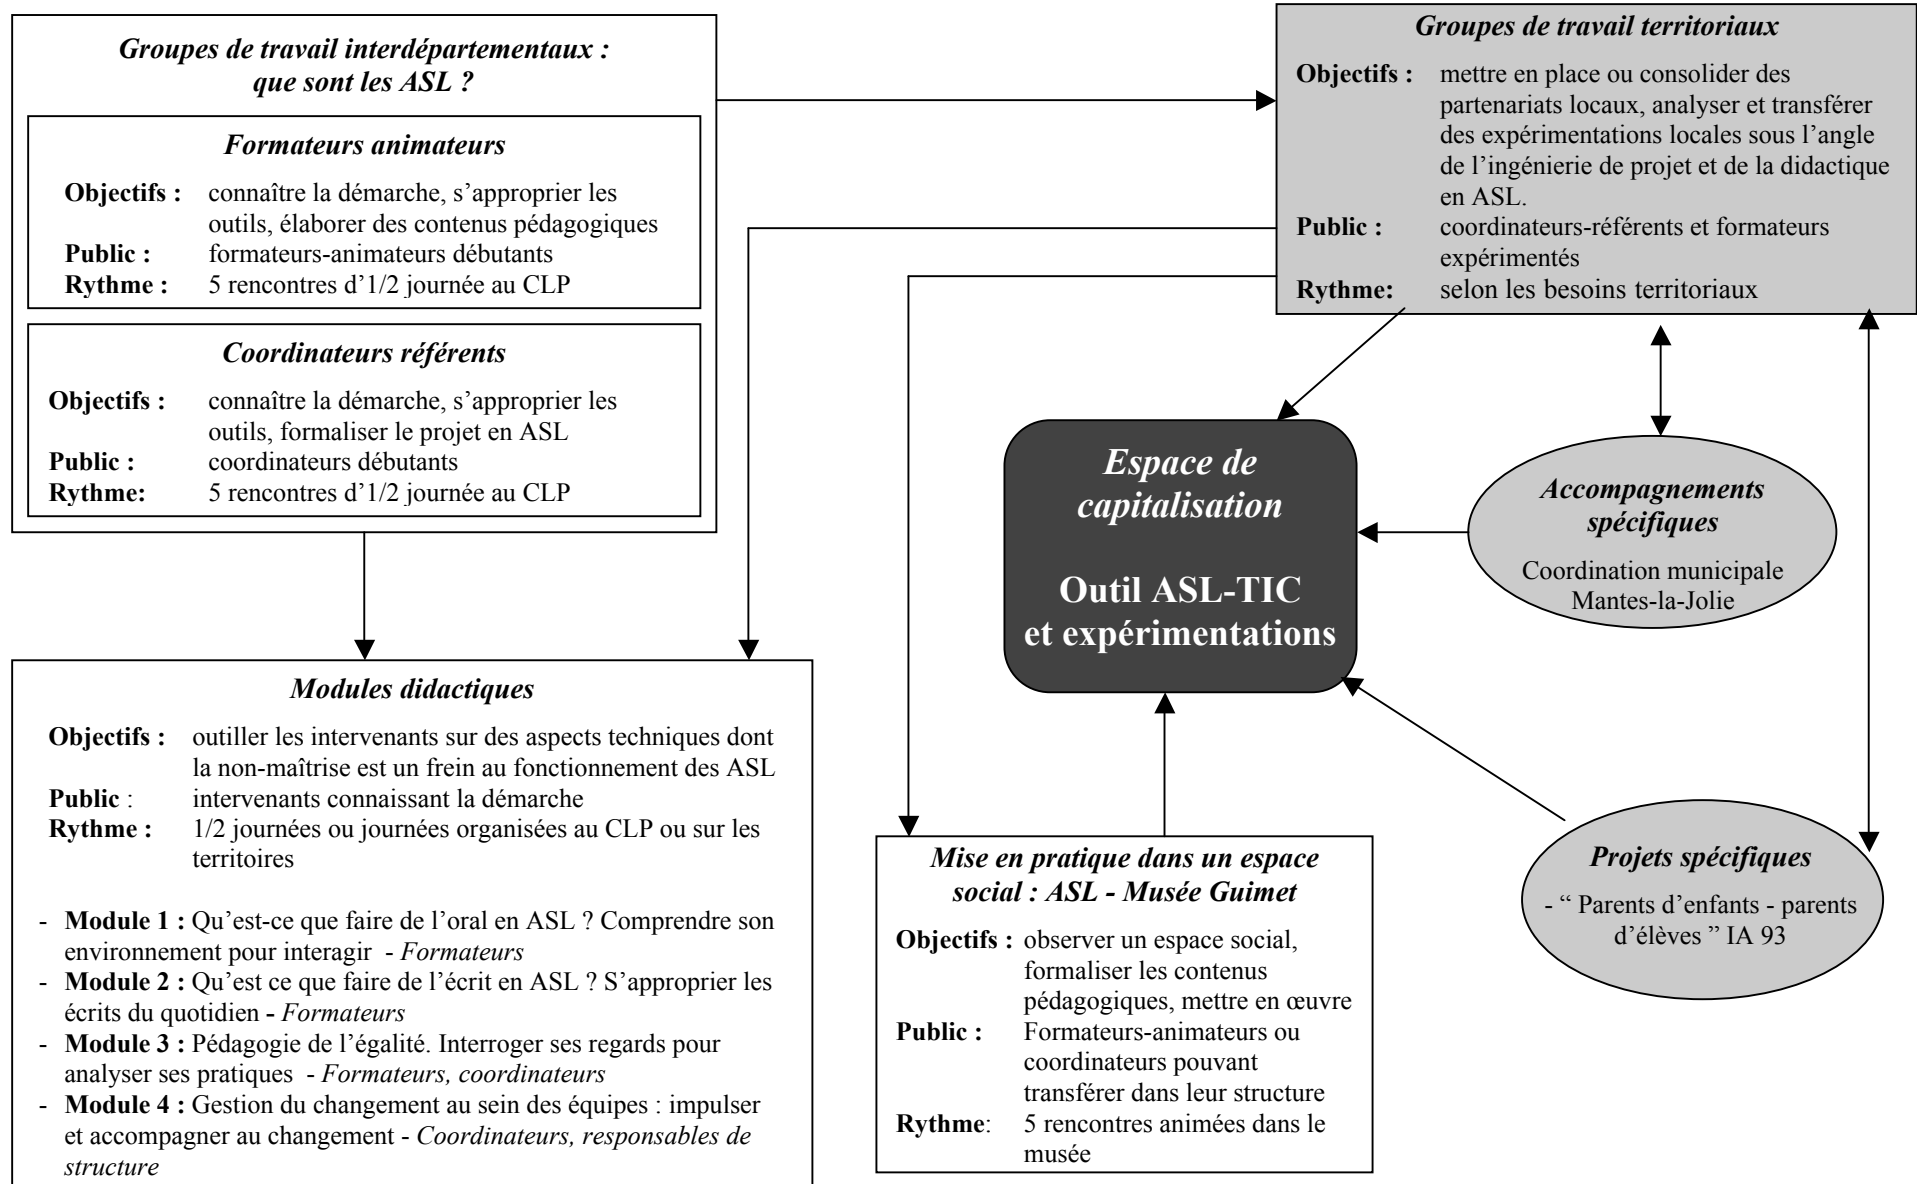 Groupes de travail interdépartementaux :
que sont les ASL ?
Formateurs animateurs
Objectifs : connaître la démarche, s’approprier les
outils, élaborer des contenus pédagogiques
Public : formateurs-animateurs débutants
Rythme : 5 rencontres d’1/2 journée au CLP
Coordinateurs référents
Objectifs : connaître la démarche, s’approprier les
outils, formaliser le projet en ASL
Public : coordinateurs débutants
Rythme: 5 rencontres d’1/2 journée au CLP
Groupes de travail territoriaux
Objectifs : mettre en place ou consolider des
partenariats locaux, analyser et transférer
des expérimentations locales sous l’angle
de l’ingénierie de projet et de la didactique
en ASL.
Public : coordinateurs-référents et formateurs
expérimentés
Rythme: selon les besoins territoriaux
Espace de
capitalisation
Outil ASL-TIC
et expérimentations
Accompagnements
spécifiques
Coordination municipale
Mantes-la-Jolie
Modules didactiques
Objectifs : outiller les intervenants sur des aspects techniques dont
la non-maîtrise est un frein au fonctionnement des ASL
Public : intervenants connaissant la démarche
Rythme : 1/2 journées ou journées organisées au CLP ou sur les
territoires
- Module 1 : Qu’est-ce que faire de l’oral en ASL ? Comprendre son
environnement pour interagir - Formateurs
- Module 2 : Qu’est ce que faire de l’écrit en ASL ? S’approprier les
écrits du quotidien - Formateurs
- Module 3 : Pédagogie de l’égalité. Interroger ses regards pour
analyser ses pratiques - Formateurs, coordinateurs
- Module 4 : Gestion du changement au sein des équipes : impulser
et accompagner au changement - Coordinateurs, responsables de
structure
Mise en pratique dans un espace
social : ASL - Musée Guimet
Objectifs : observer un espace social,
formaliser les contenus
pédagogiques, mettre en œuvre
Public : Formateurs-animateurs ou
coordinateurs pouvant
transférer dans leur structure
Rythme: 5 rencontres animées dans le
musée
Projets spécifiques
- “ Parents d’enfants - parents
d’élèves ” IA 93